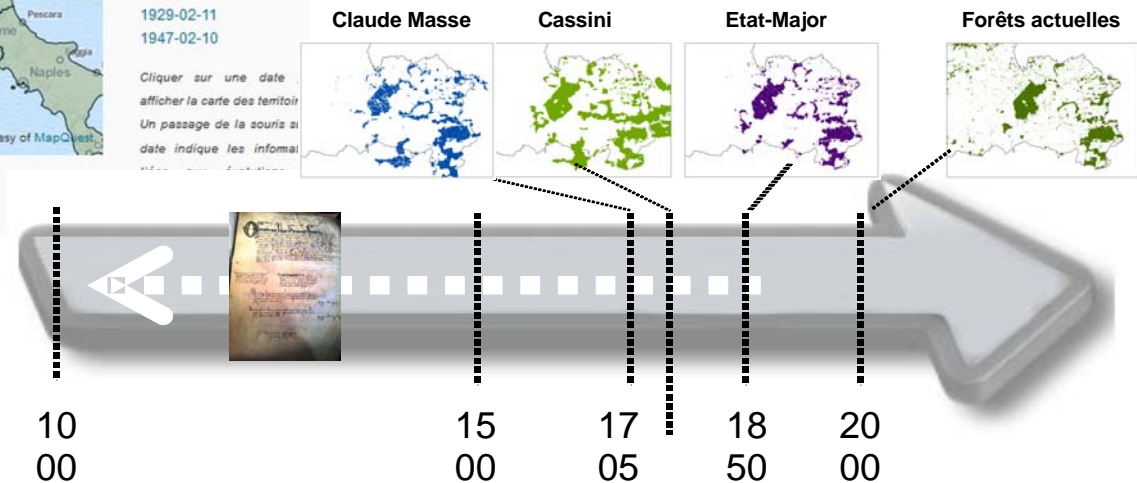 Pescara
Foggia
Naples
esy of MapQuest
1929-02-11
1947-02-10
Cliquer sur une date
afficher la carte des territoir
Un passage de la souris s
date indique les informa
Claude Masse
Cassini
Etat-Major
Forêts actuelles
10
00
15
00
17
05
18
50
20
00